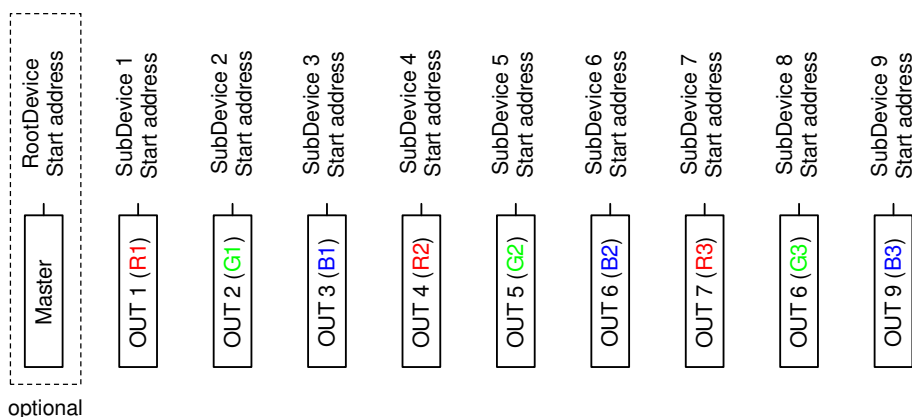 RootDevice
Start address
SubDevice 1
Start address
SubDevice 2
Start address
SubDevice 3
Start address
SubDevice 4
Start address
SubDevice 5
Start address
SubDevice 6
Start address
SubDevice 7
Start address
SubDevice 8
Start address
SubDevice 9
Start address
Master
OUT 1 (R1)
OUT 2 (G1)
OUT 3 (B1)
OUT 4 (R2)
OUT 5 (G2)
OUT 6 (B2)
OUT 7 (R3)
OUT 6 (G3)
OUT 9 (B3)
optional